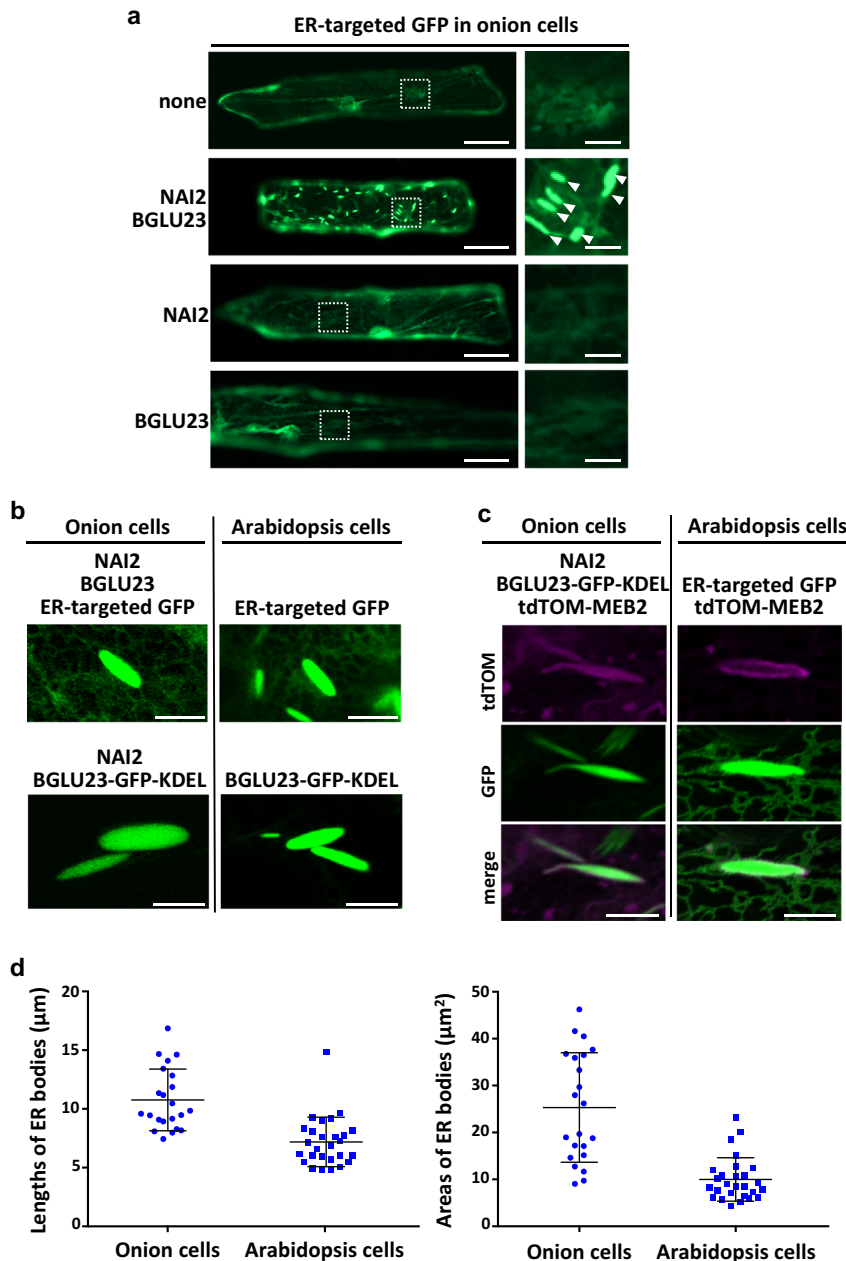 a
ER-targeted GFP in onion cells
none
NAI2
BGLU23
NAI2
BGLU23
b
Onion cells
Arabidopsis cells
NAI2
BGLU23
ER-targeted GFP
ER-targeted GFP
NAI2
BGLU23-GFP-KDEL
BGLU23-GFP-KDEL
c
Onion cells
Arabidopsis cells
NAI2
BGLU23-GFP-KDEL
tdTOM-MEB2
ER-targeted GFP
tdTOM-MEB2
tdTOM
GFP
merge
d
Lengths of ER bodies (μm)
20
15
10
5
0
Onion cells
Arabidopsis cells
Areas of ER bodies (μm²)
50
40
30
20
10
0
Onion cells
Arabidopsis cells